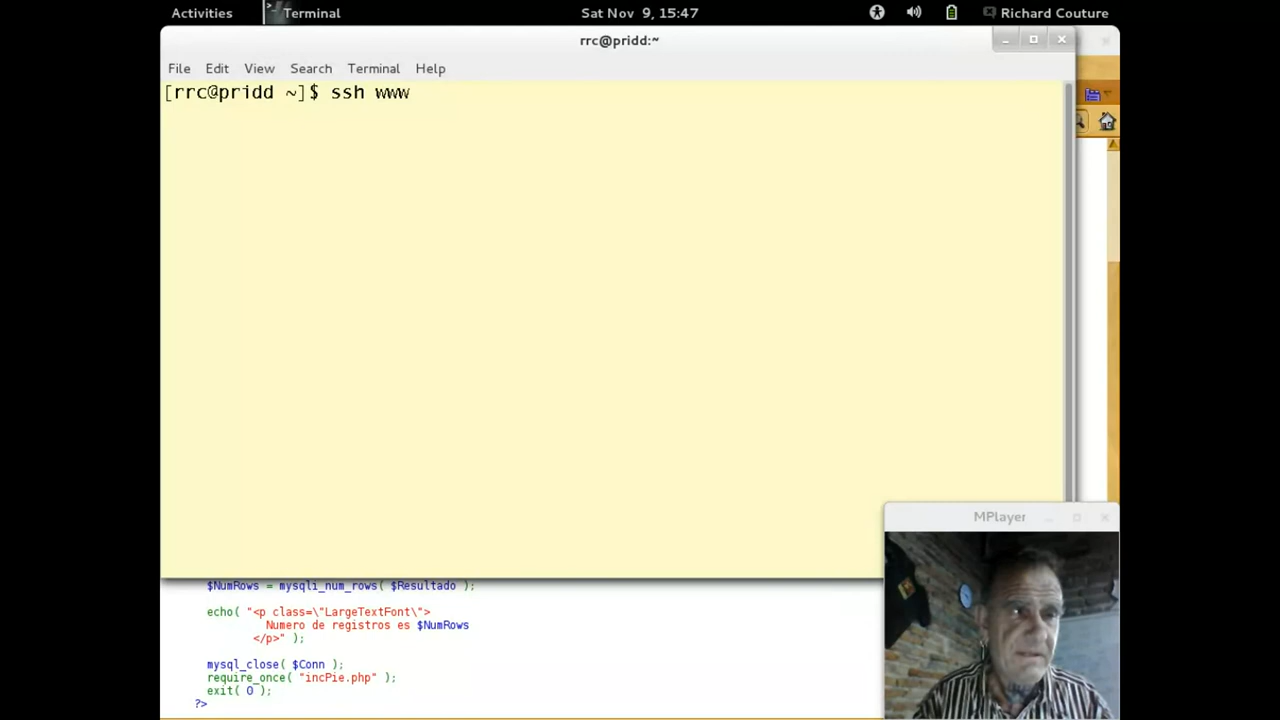 Activities Terminal Sat Nov 9, 15:47 Richard Couture
rrc@pridd:~
File Edit View Search Terminal Help
[rrc@pridd ~]$ ssh www
MPlayer
$NumRows = mysqli_num_rows( $Resultado );
echo( "<p class=\"LargeTextFont\">
Numero de registros es $NumRows
</p>" );
mysql_close( $Conn );
require_once( "incPie.php" );
exit( 0 );
?>